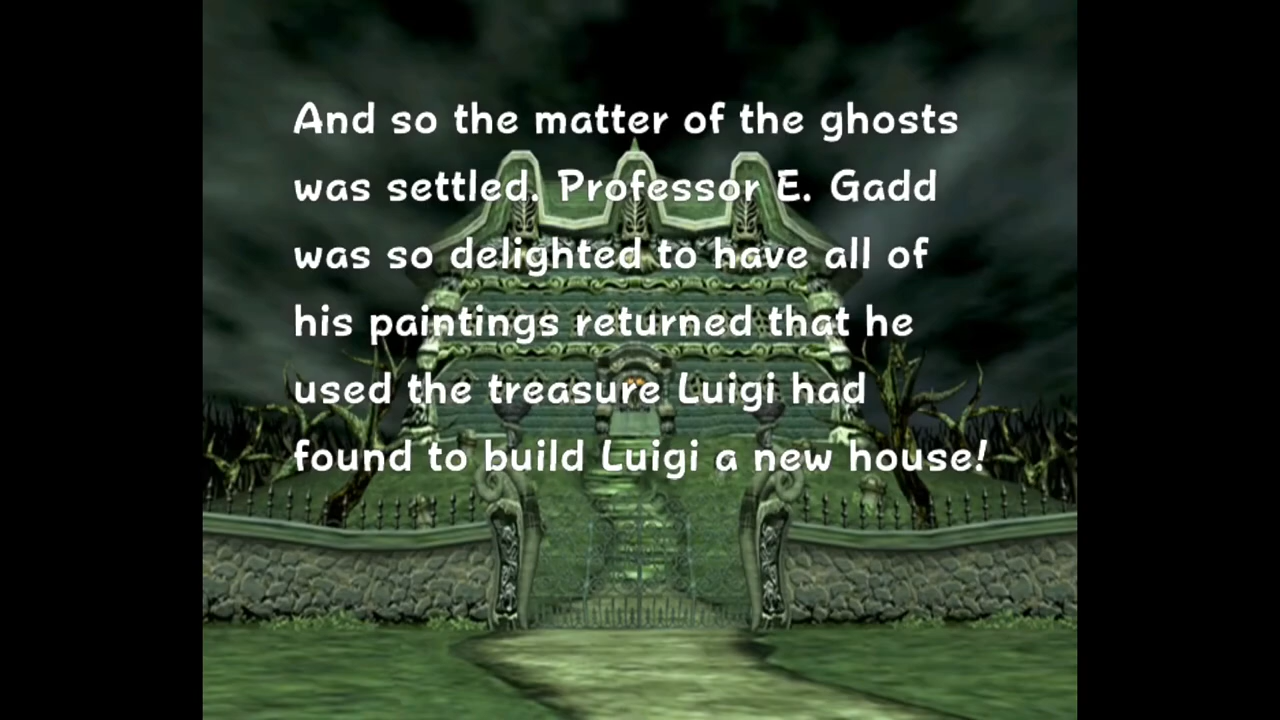 And so the matter of the ghosts
was settled. Professor E. Gadd
was so delighted to have all of
his paintings returned that he
used the treasure Luigi had
found to build Luigi a new house!